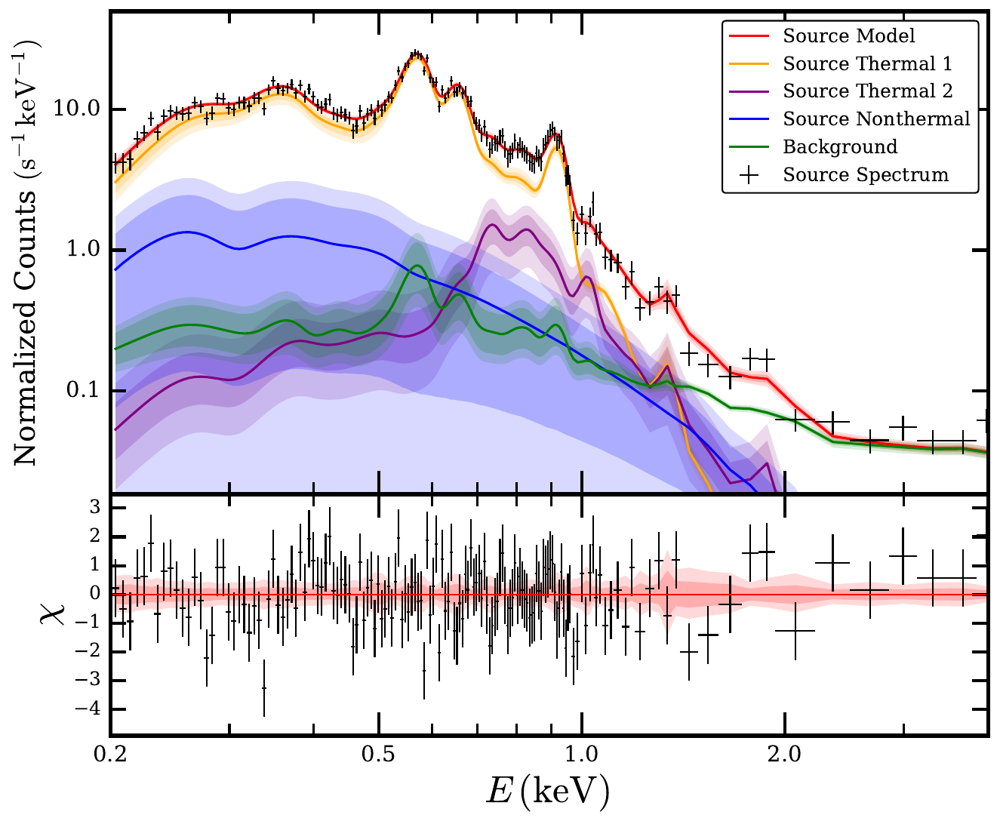 Normalized Counts (s⁻¹ keV⁻¹)
10.0
1.0
0.1
Source Model
Source Thermal 1
Source Thermal 2
Source Nonthermal
Background
Source Spectrum
χ
3
2
1
0
−1
−2
−3
−4
0.2 0.5 1.0 2.0
E (keV)